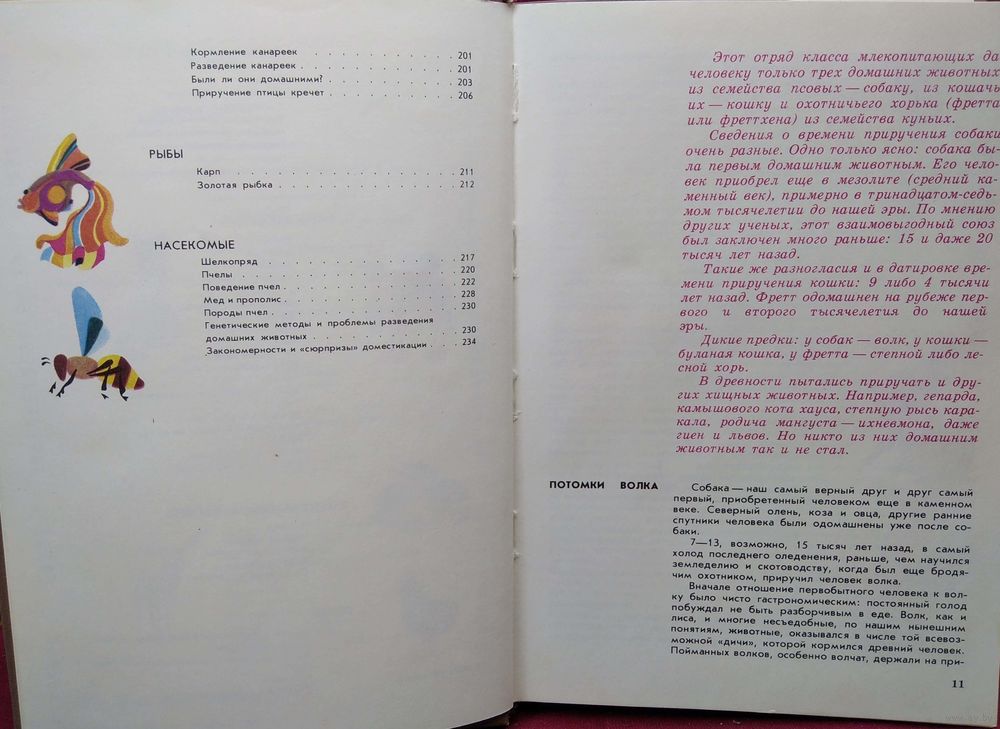 Кормление канареек . . . . . . . . . . . 201
Разведение канареек . . . . . . . . . . . 201
Были ли они домашними? . . . . . . . . . . 203
Приручение птицы кречет . . . . . . . . . . 206
РЫБЫ
Карп . . . . . . . . . . . . . . . . . 211
Золотая рыбка . . . . . . . . . . . . . . 212
НАСЕКОМЫЕ
Шелкопряд . . . . . . . . . . . . . . . 217
Пчелы . . . . . . . . . . . . . . . . . 220
Поведение пчел . . . . . . . . . . . . . . 222
Мед и прополис . . . . . . . . . . . . . . 228
Породы пчел . . . . . . . . . . . . . . . 230
Генетические методы и проблемы разведения
домашних животных . . . . . . . . . . . . 230
Закономерности и «сюрпризы» доместикации . . . 234
Этот отряд класса млекопитающих да
человеку только трех домашних животных
из семейства псовых — собаку, из кошачь
их — кошку и охотничьего хорька (фретта
или фреттхена) из семейства куньих.
Сведения о времени приручения собаки
очень разные. Одно только ясно: собака бы-
ла первым домашним животным. Его чело-
век приобрел еще в мезолите (средний ка-
менный век), примерно в тринадцатом-седь-
мом тысячелетии до нашей эры. По мнению
других ученых, этот взаимовыгодный союз
был заключен много раньше: 15 и даже 20
тысяч лет назад.
Такие же разногласия и в датировке вре-
мени приручения кошки: 9 либо 4 тысячи
лет назад. Фретт одомашнен на рубеже пер-
вого и второго тысячелетия до нашей
эры.
Дикие предки: у собак — волк, у кошки —
буланая кошка, у фретта — степной либо ле-
сной хорь.
В древности пытались приручать и дру-
гих хищных животных. Например, гепарда,
камышового кота хауса, степную рысь кара-
кала, родича мангуста — ихневмона, даже
гиен и львов. Но никто из них домашним
животным так и не стал.
ПОТОМКИ ВОЛКА
Собака — наш самый верный друг и друг самый
первый, приобретенный человеком еще в каменном
веке. Северный олень, коза и овца, другие ранние
спутники человека были одомашнены уже после со-
баки.
7—13, возможно, 15 тысяч лет назад, в самый
холод последнего оледенения, раньше, чем научился
земледелию и скотоводству, когда был еще бродя-
чим охотником, приручил человек волка.
Вначале отношение первобытного человека к вол-
ку было чисто гастрономическим: постоянный голод
побуждал не быть разборчивым в еде. Волк, как и
лиса, и многие несъедобные, по нашим нынешним
понятиям, животные, оказывался в числе той всевоз-
можной «дичи», которой кормился древний человек.
Пойманных волков, особенно волчат, держали на при-
11